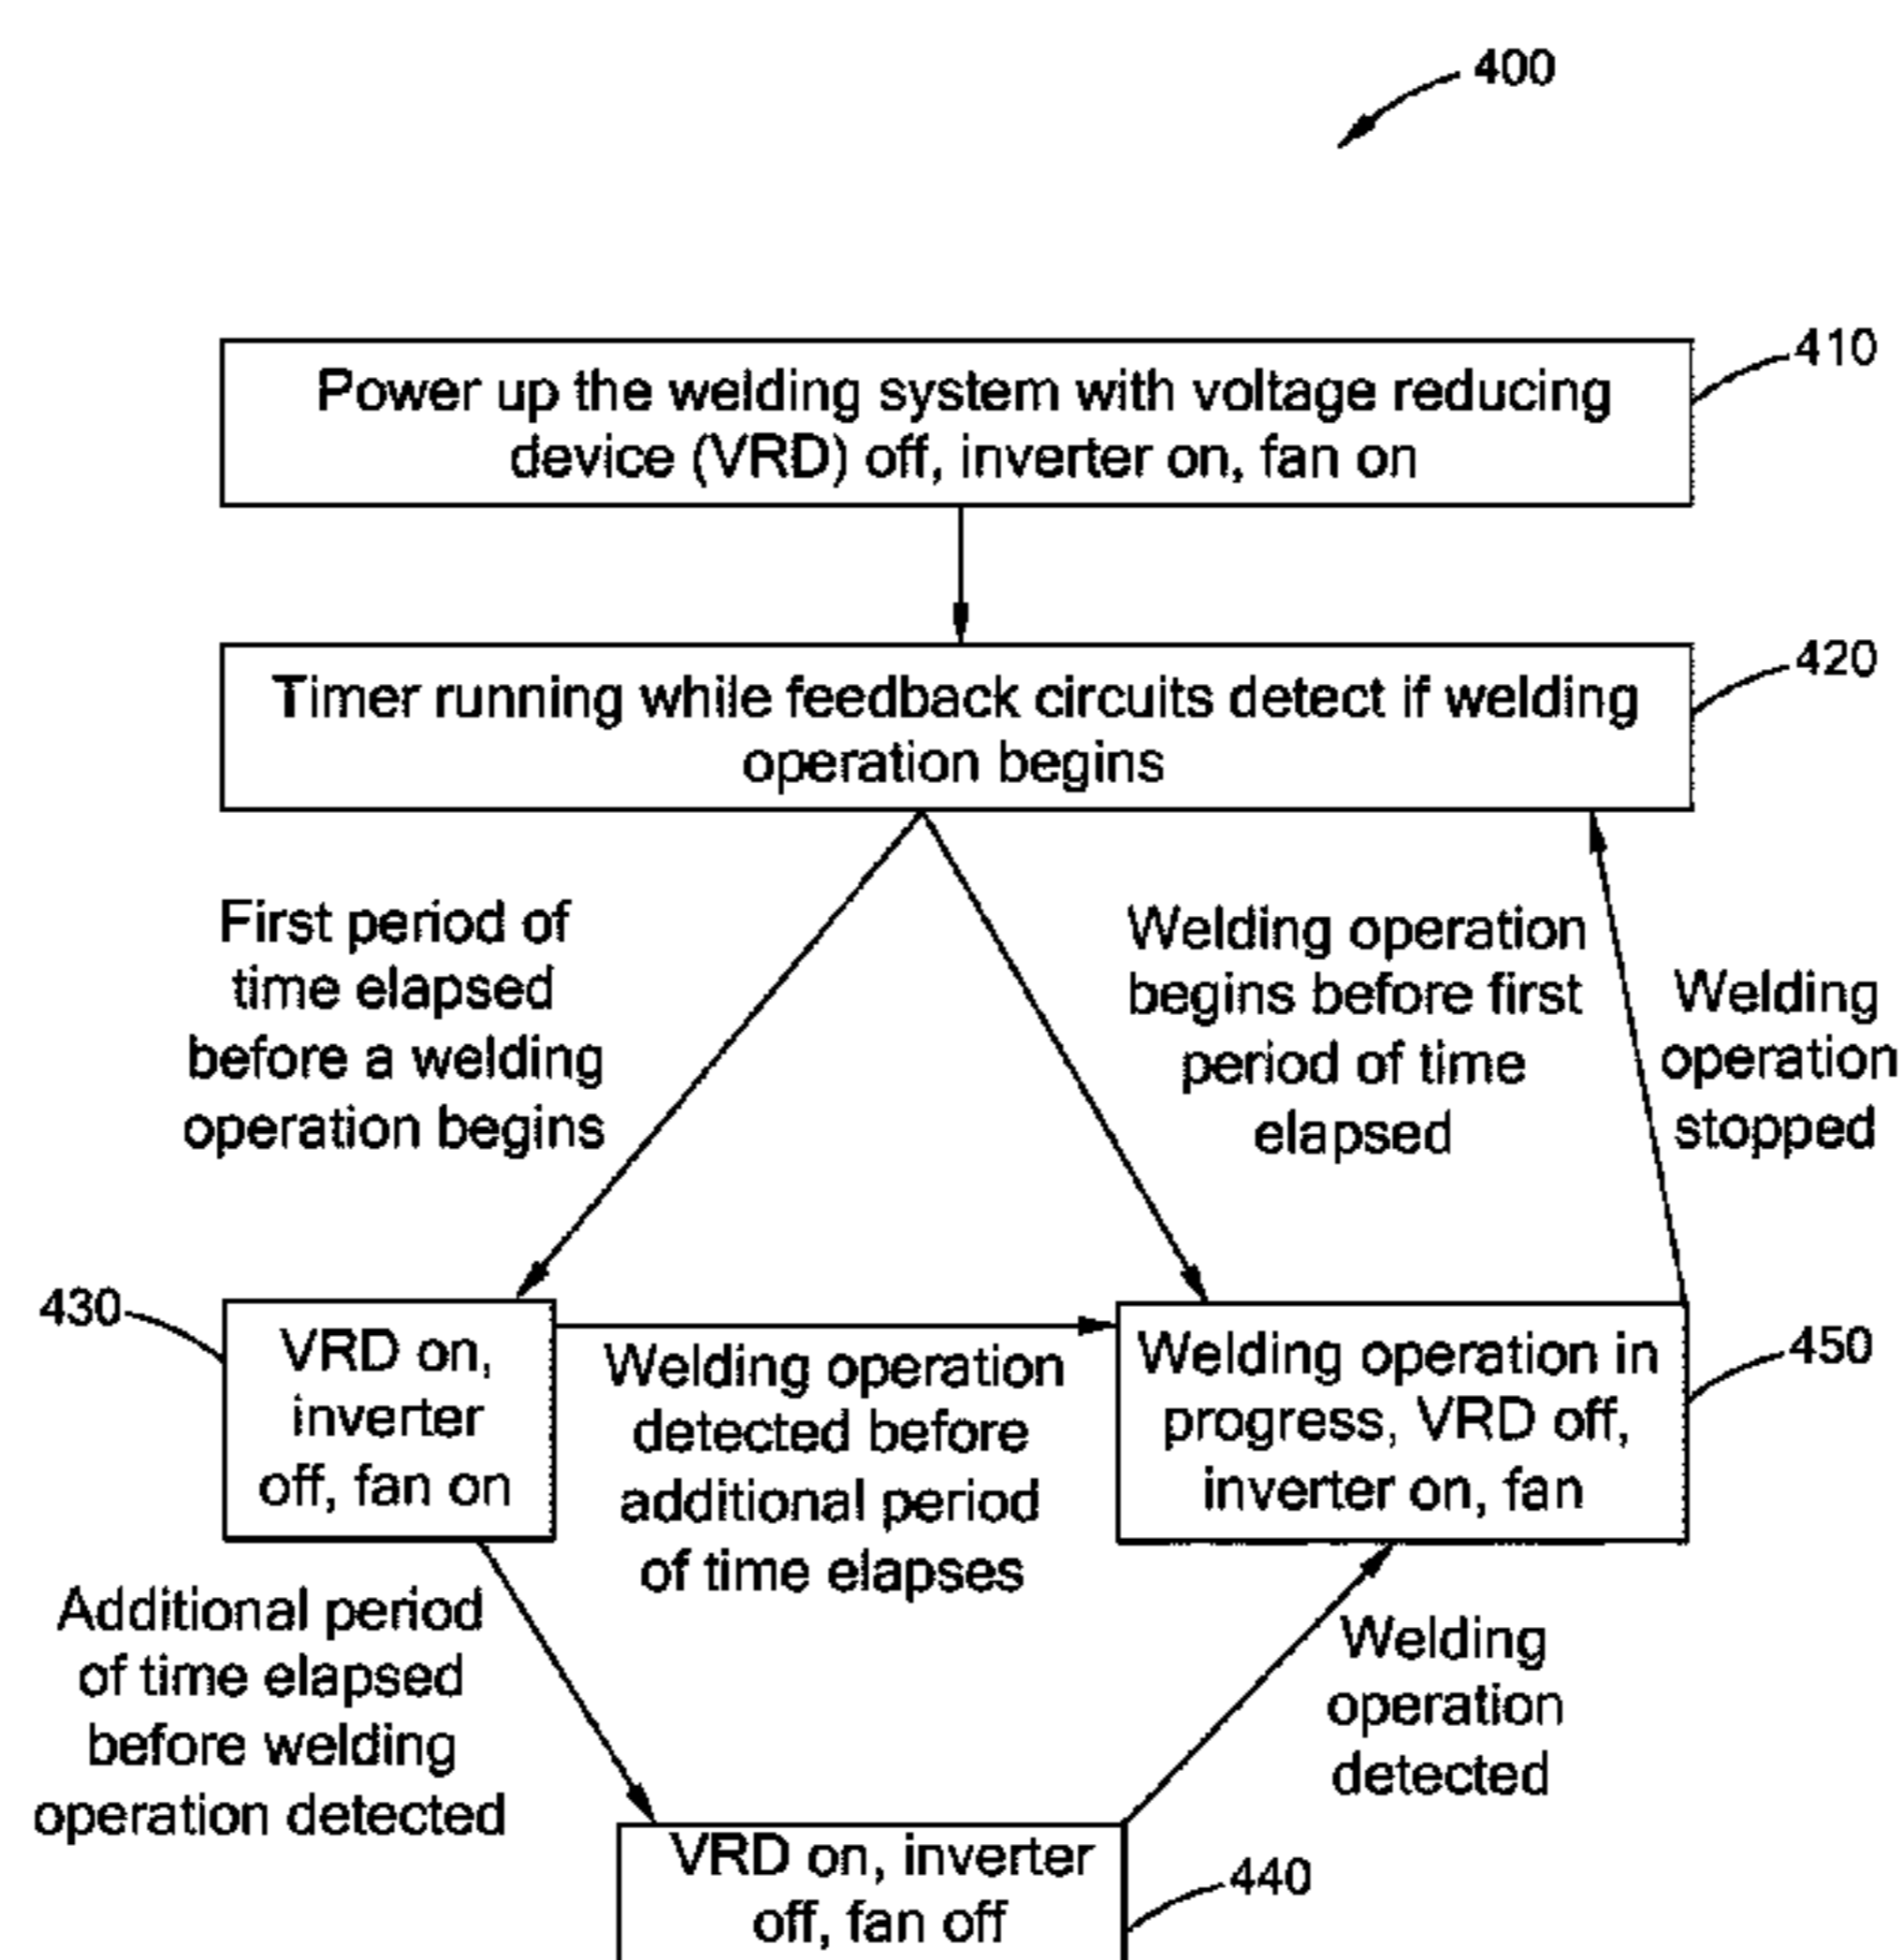 400
410
Power up the welding system with voltage reducing
device (VRD) off, inverter on, fan on
420
Timer running while feedback circuits detect if welding
operation begins
First period of
time elapsed
before a welding
operation begins
Welding operation
begins before first
period of time
elapsed
Welding
operation
stopped
430
VRD on,
inverter
off, fan on
Welding operation
detected before
additional period
of time elapses
Welding operation in
progress, VRD off,
inverter on, fan
450
Additional period
of time elapsed
before welding
operation detected
Welding
operation
detected
VRD on, inverter
off, fan off
440